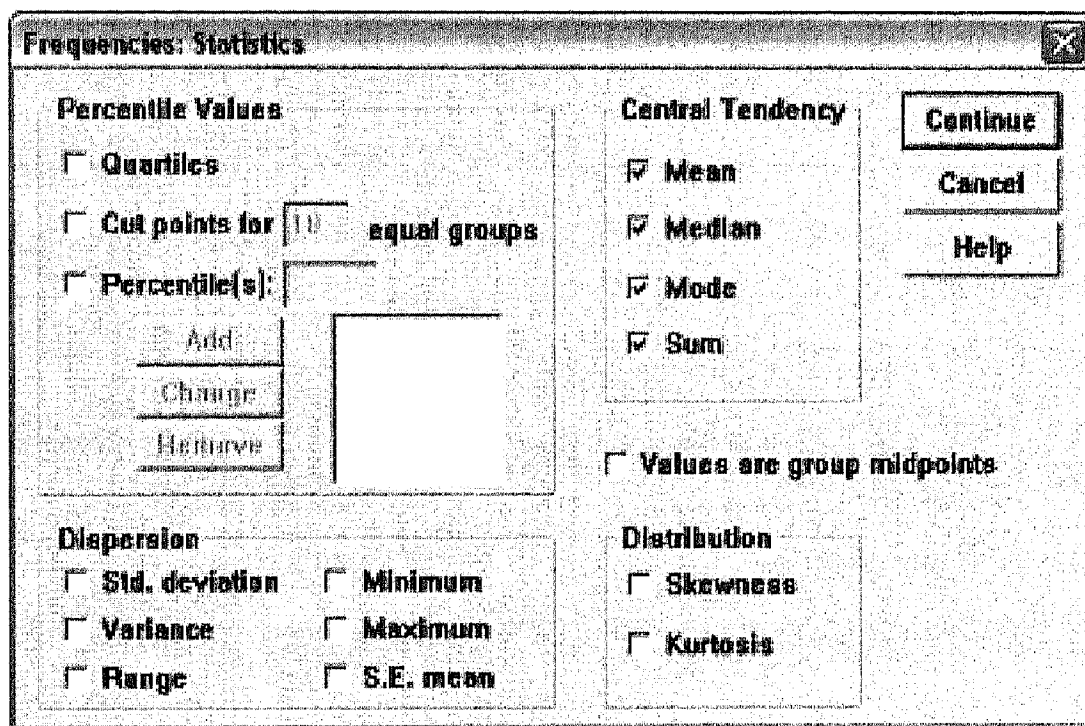 Frequencies: Statistics
Percentile Values
Quartiles
Cut points for 10 equal groups
Percentile(s):
Add
Change
Remove
Central Tendency
Mean
Median
Mode
Sum
Continue
Cancel
Help
Values are group midpoints
Dispersion
Std. deviation
Minimum
Variance
Maximum
Range
S.E. mean
Distribution
Skewness
Kurtosis